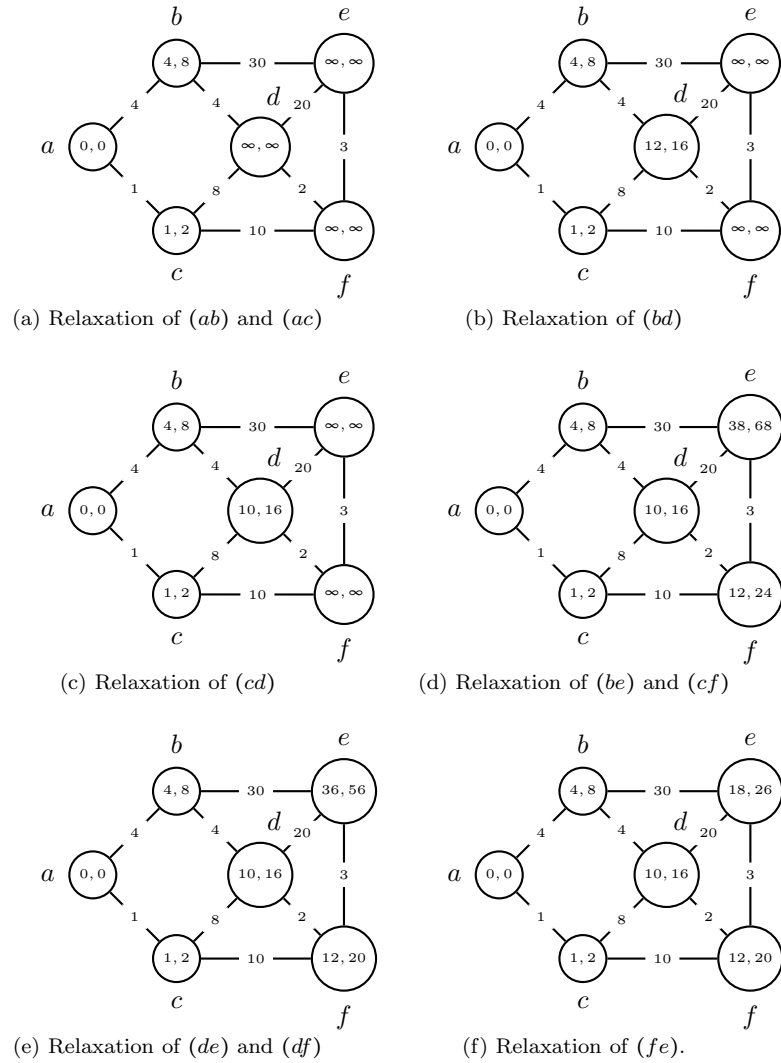 b e b e
4, 8 30 ∞, ∞ 4, 8 30 ∞, ∞
4 4 d 20 4 4 d 20
a 0, 0 ∞, ∞ 3 a 0, 0 12, 16 3
1 8 2 1 8 2
1, 2 10 ∞, ∞ 1, 2 10 ∞, ∞
c f c f
(a) Relaxation of (ab) and (ac) (b) Relaxation of (bd)
b e b e
4, 8 30 ∞, ∞ 4, 8 30 38, 68
4 4 d 20 4 4 d 20
a 0, 0 10, 16 3 a 0, 0 10, 16 3
1 8 2 1 8 2
1, 2 10 ∞, ∞ 1, 2 10 12, 24
c f c f
(c) Relaxation of (cd) (d) Relaxation of (be) and (cf)
b e b e
4, 8 30 36, 56 4, 8 30 18, 26
4 4 d 20 4 4 d 20
a 0, 0 10, 16 3 a 0, 0 10, 16 3
1 8 2 1 8 2
1, 2 10 12, 20 1, 2 10 12, 20
c f c f
(e) Relaxation of (de) and (df) (f) Relaxation of (fe).